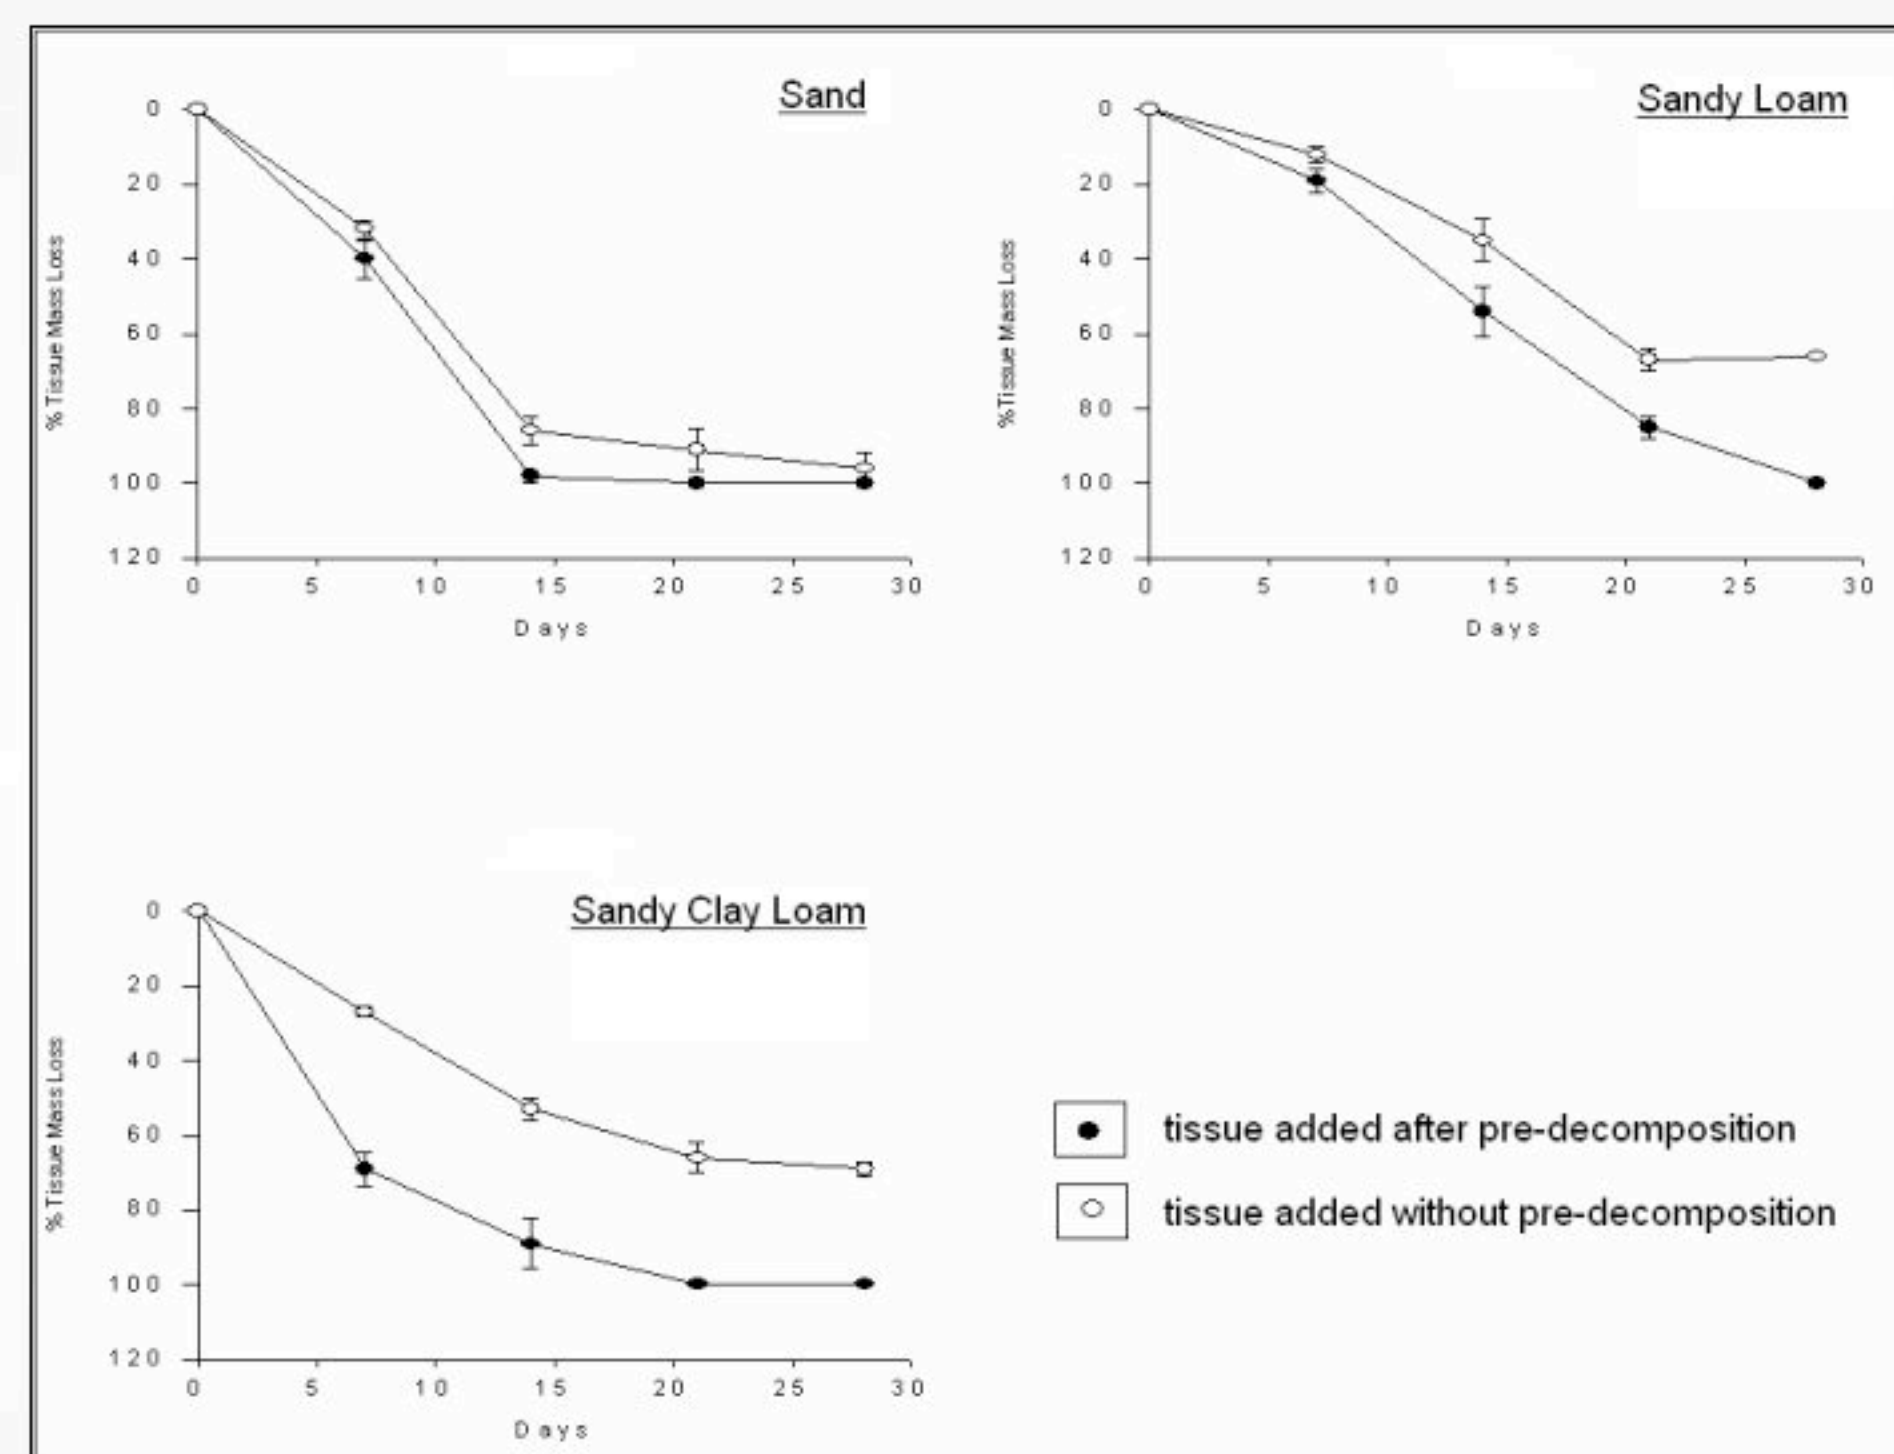 Sand
0
20
40
60
80
100
120
% Tissue Mass Loss
0 5 10 15 20 25 30
Days
Sandy Loam
0
20
40
60
80
100
120
%Tissue Mass Loss
0 5 10 15 20 25 30
Days
Sandy Clay Loam
0
20
40
60
80
100
120
% Tissue Mass Loss
0 5 10 15 20 25 30
Days
tissue added after pre-decomposition
tissue added without pre-decomposition